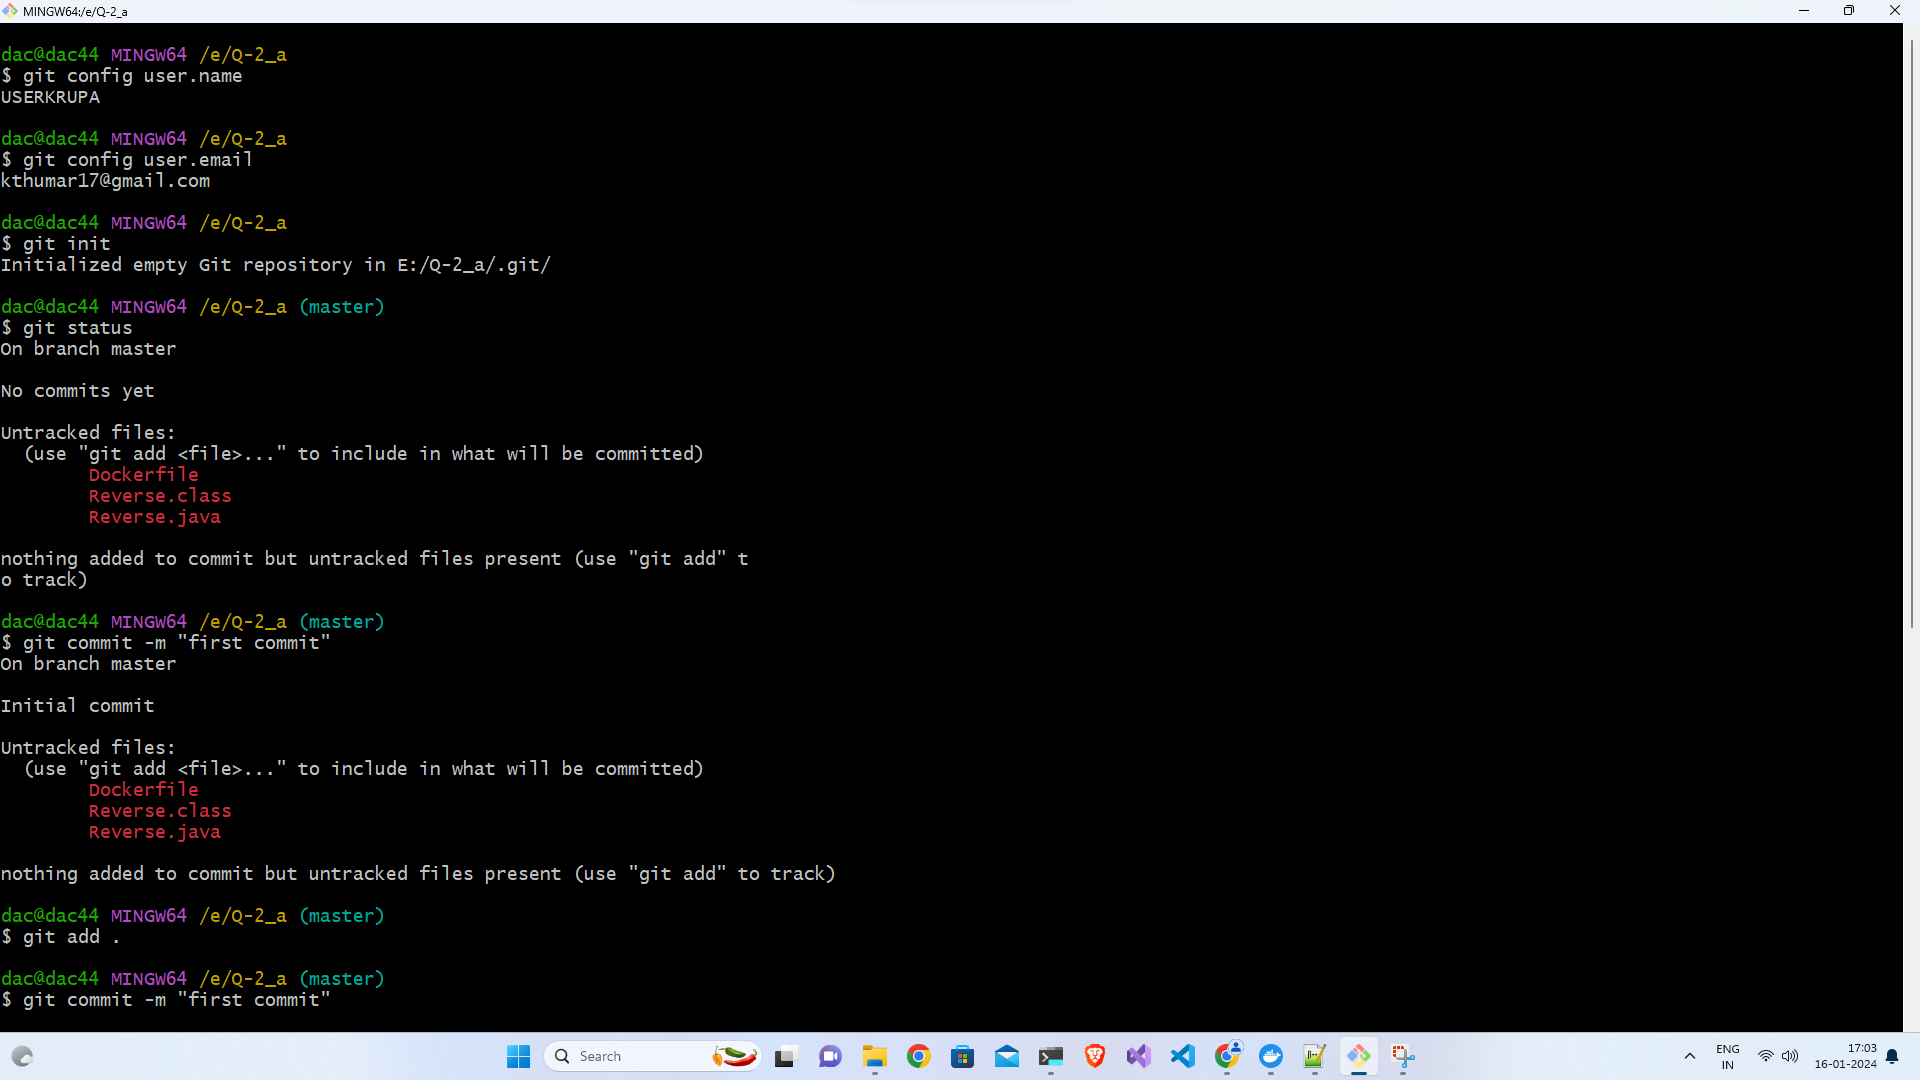 MINGW64:/e/Q-2_a
dac@dac44 MINGW64 /e/Q-2_a
$ git config user.name
USERKRUPA
dac@dac44 MINGW64 /e/Q-2_a
$ git config user.email
kthumar17@gmail.com
dac@dac44 MINGW64 /e/Q-2_a
$ git init
Initialized empty Git repository in E:/Q-2_a/.git/
dac@dac44 MINGW64 /e/Q-2_a (master)
$ git status
On branch master
No commits yet
Untracked files:
  (use "git add <file>..." to include in what will be committed)
        Dockerfile
        Reverse.class
        Reverse.java
nothing added to commit but untracked files present (use "git add" t
o track)
dac@dac44 MINGW64 /e/Q-2_a (master)
$ git commit -m "first commit"
On branch master
Initial commit
Untracked files:
  (use "git add <file>..." to include in what will be committed)
        Dockerfile
        Reverse.class
        Reverse.java
nothing added to commit but untracked files present (use "git add" to track)
dac@dac44 MINGW64 /e/Q-2_a (master)
$ git add .
dac@dac44 MINGW64 /e/Q-2_a (master)
$ git commit -m "first commit"
Search
ENG
IN
17:03
16-01-2024